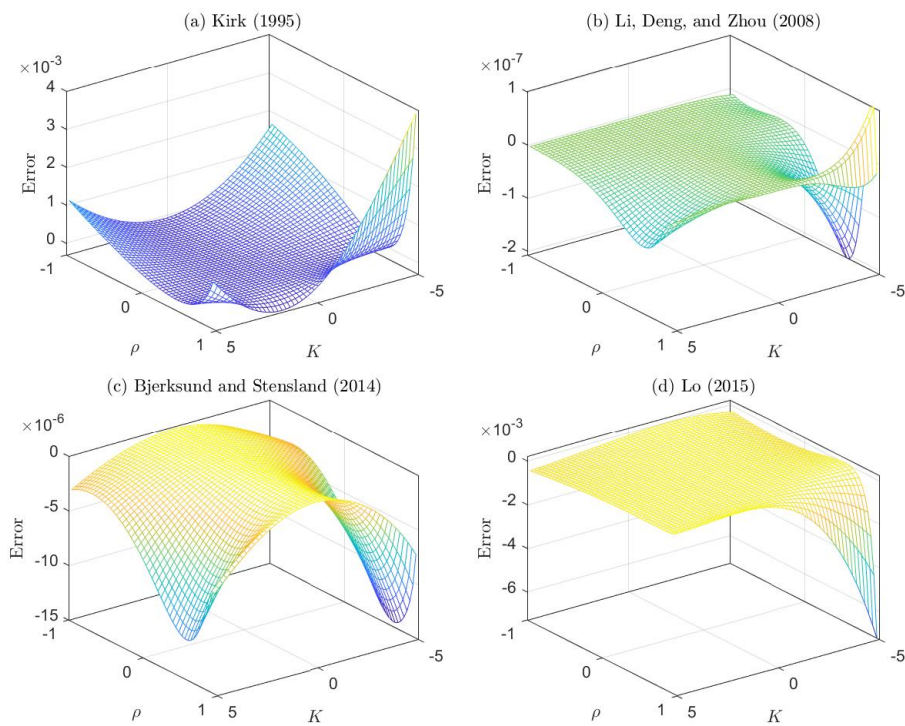 (a) Kirk (1995)
×10⁻³
4
3
2
1
0
-1
Error
0
ρ
1
5
0
K
-5
(b) Li, Deng, and Zhou (2008)
×10⁻⁷
1
0
-1
-2
-1
Error
0
ρ
1
5
0
K
-5
(c) Bjerksund and Stensland (2014)
×10⁻⁶
0
-5
-10
-15
-1
Error
0
ρ
1
5
0
K
-5
(d) Lo (2015)
×10⁻³
0
-2
-4
-6
-1
Error
0
ρ
1
5
0
K
-5